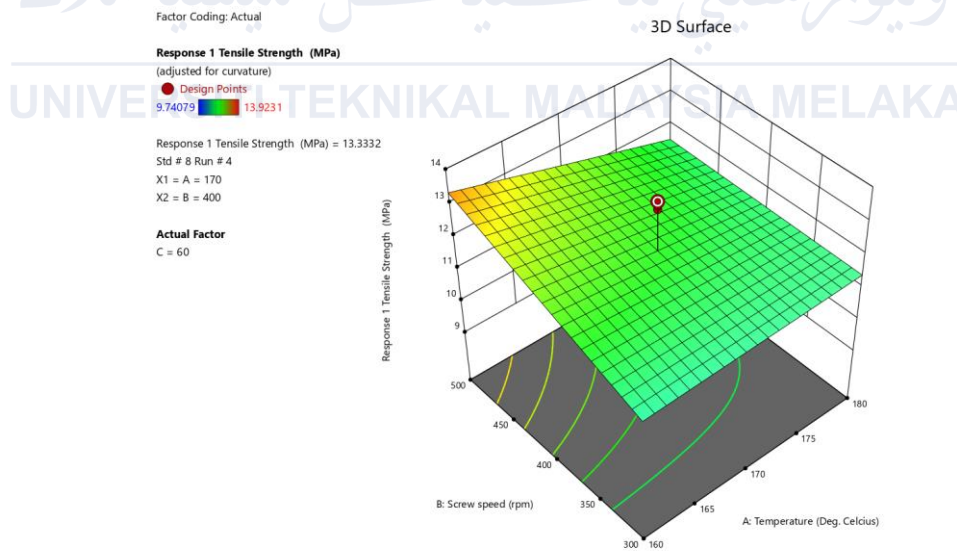 Factor Coding: Actual
3D Surface
Response 1 Tensile Strength (MPa)
(adjusted for curvature)
Design Points
9.74079 13.9231
UNIVERSITI TEKNIKAL MALAYSIA MELAKA
Response 1 Tensile Strength (MPa) = 13.3332
Std # 8 Run # 4
X1 = A = 170
X2 = B = 400
Actual Factor
C = 60
Response 1 Tensile Strength (MPa)
14
13
12
11
10
9
500
450
400
350
300
160
165
170
175
180
B: Screw speed (rpm)
A: Temperature (Deg. Celcius)